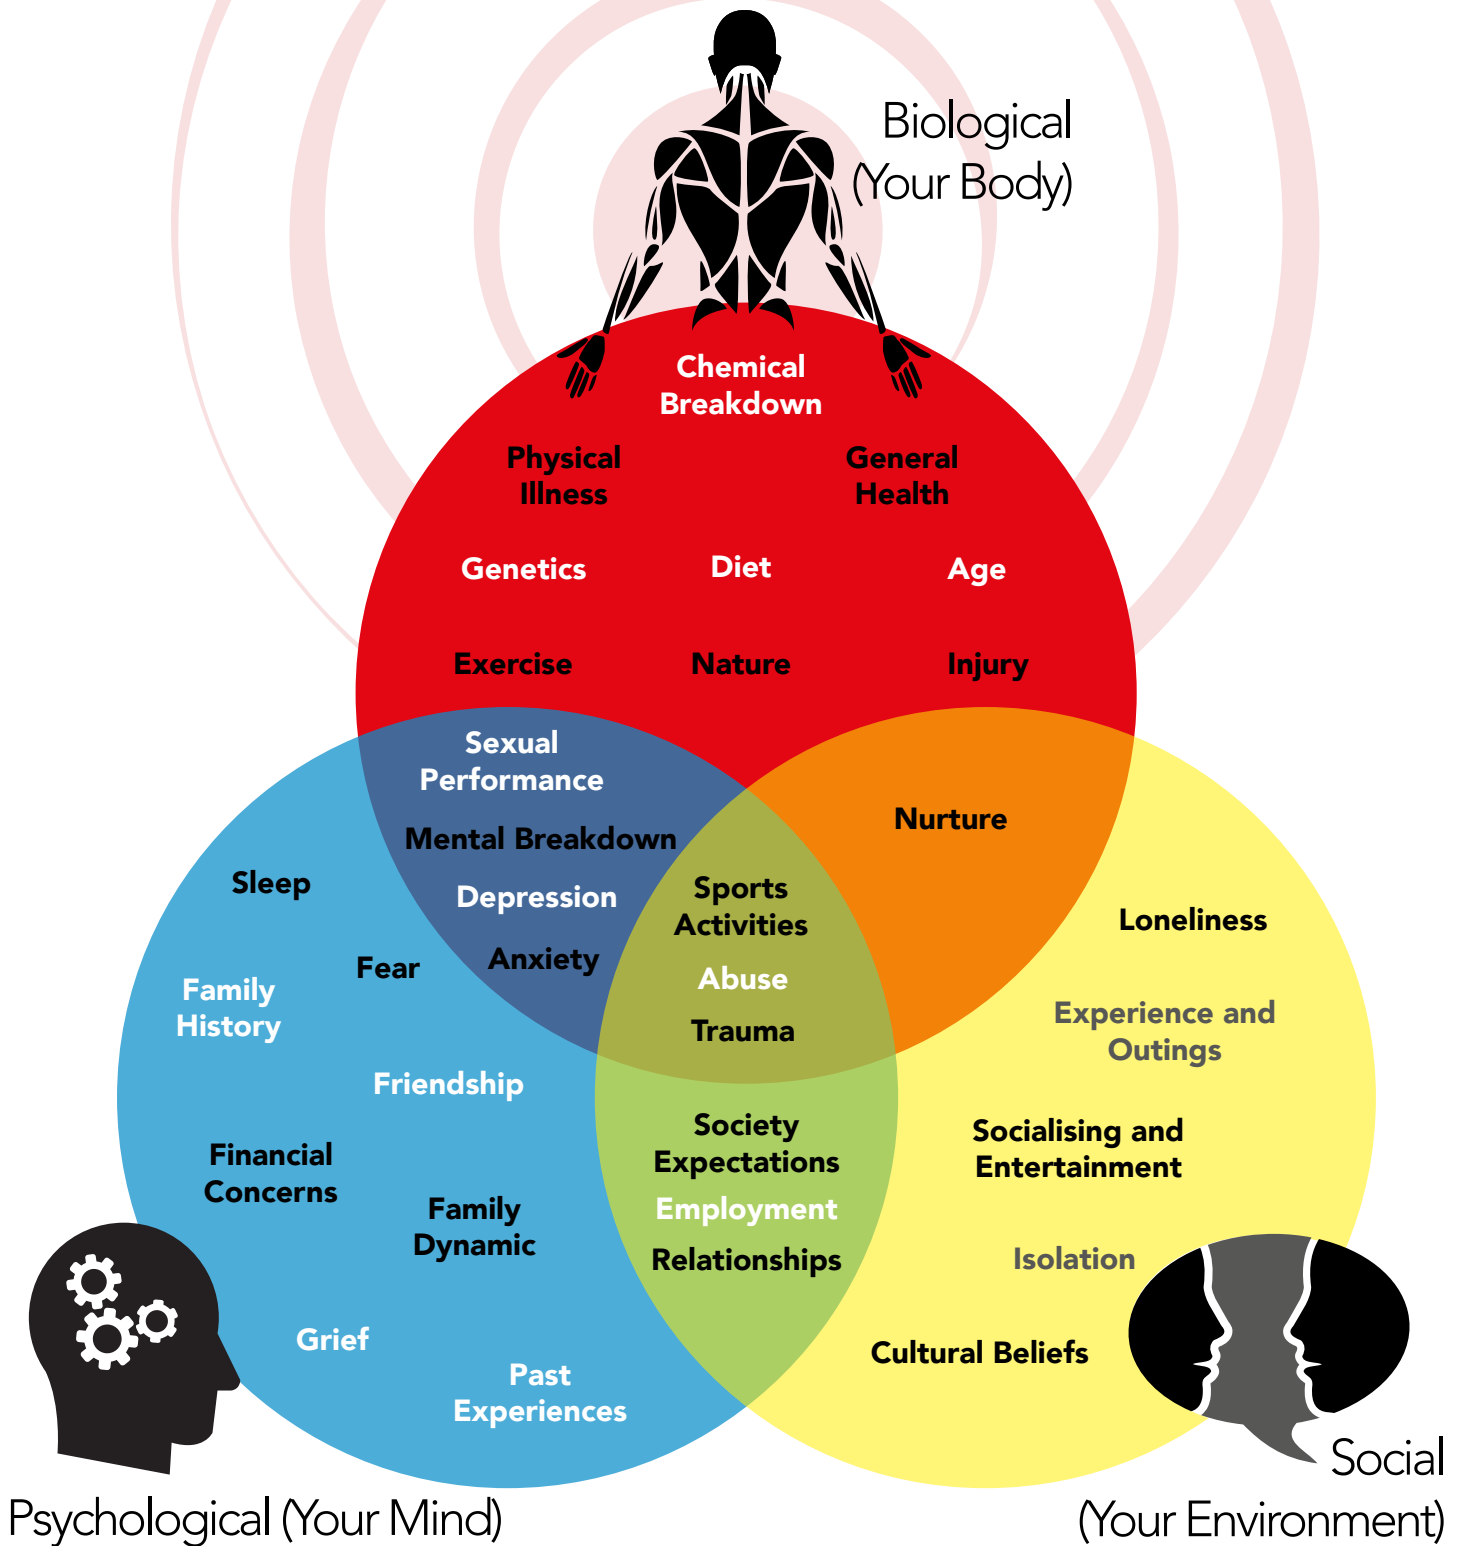 Biological
(Your Body)
Chemical
Breakdown
Physical
Illness
General
Health
Genetics
Diet
Age
Exercise
Nature
Injury
Sexual
Performance
Mental Breakdown
Depression
Anxiety
Nurture
Sports
Activities
Abuse
Trauma
Sleep
Fear
Family
History
Friendship
Financial
Concerns
Family
Dynamic
Grief
Past
Experiences
Society
Expectations
Employment
Relationships
Loneliness
Experience and
Outings
Socialising and
Entertainment
Isolation
Cultural Beliefs
Psychological (Your Mind)
Social
(Your Environment)